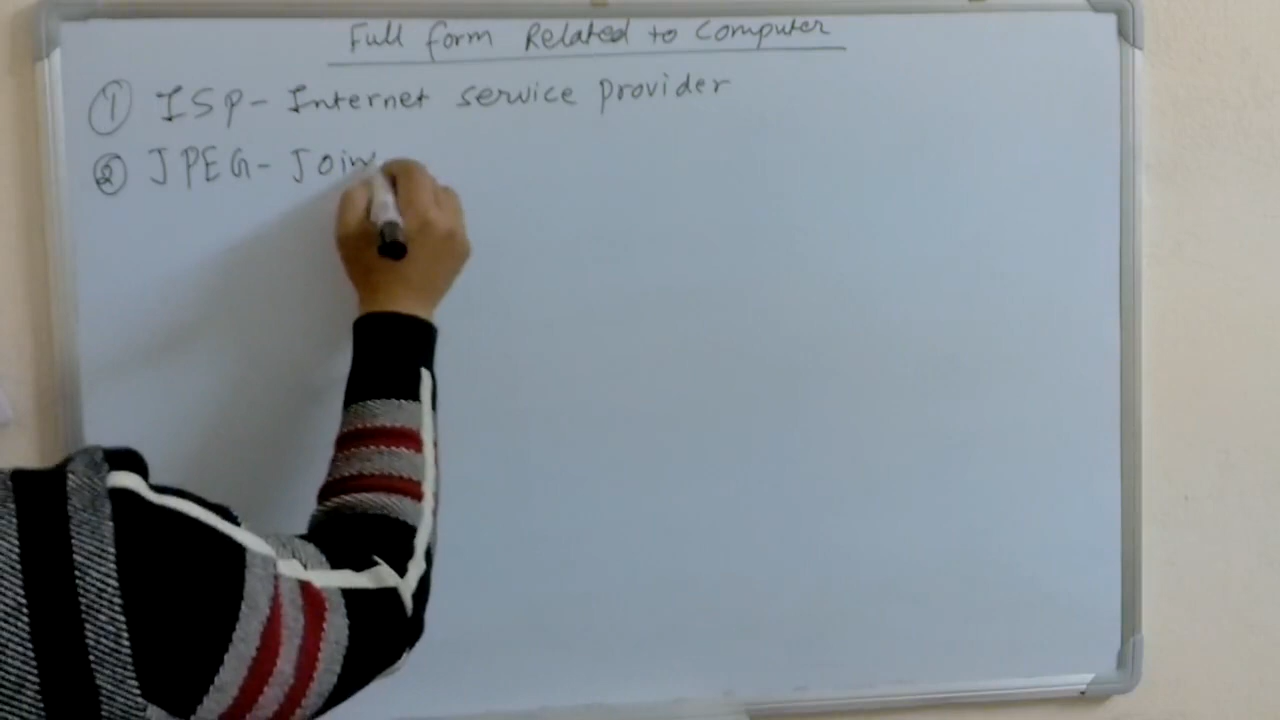 Full form Related to Computer
① ISP - Internet service provider
② JPEG - Join